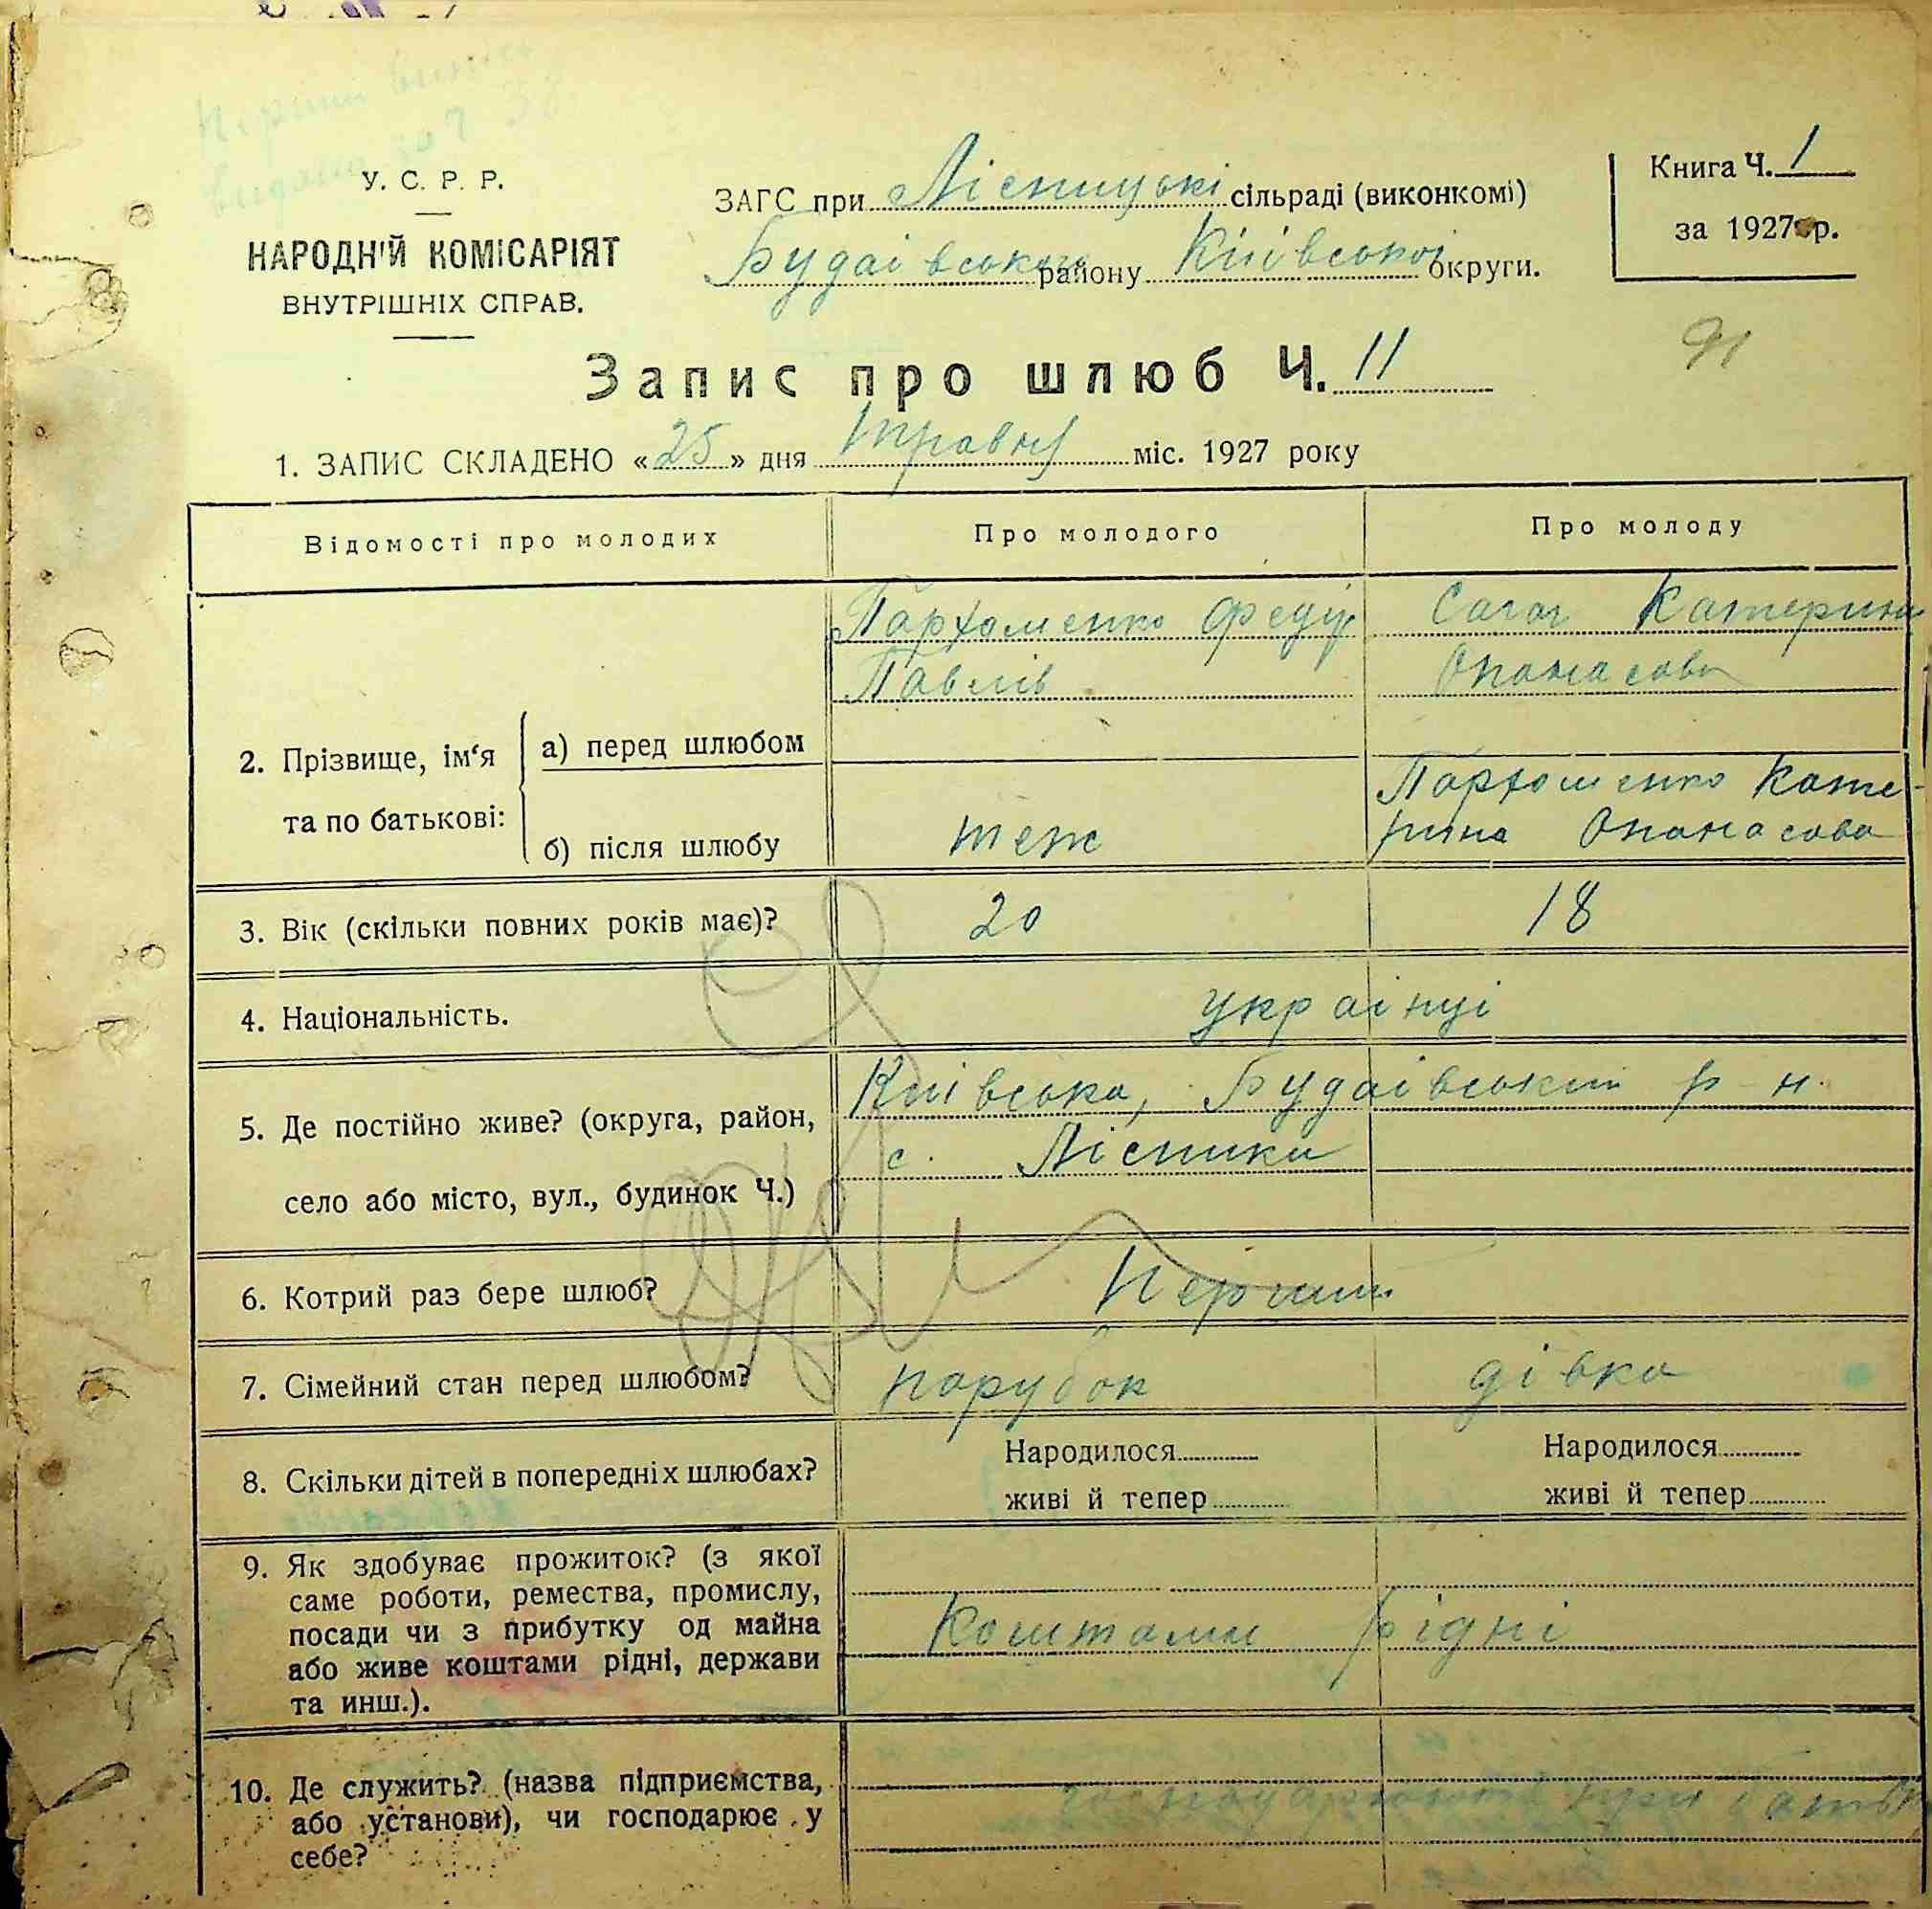 У. С. Р. Р.
НАРОДНІЙ КОМІСАРІЯТ
ВНУТРІШНІХ СПРАВ.
ЗАГС при Лісницькі сільраді (виконкомі)
Будаівського району Київської округи.
Книга Ч. 1
за 1927 р.
91
Запис про шлюб Ч. 11
1. ЗАПИС СКЛАДЕНО «25» дня травня міс. 1927 року
Відомості про молодих
Про молодого
Про молоду
2. Прізвище, ім‘я та по батькові:
а) перед шлюбом
Пархоменко Федір
Павлів
Сагач Катерина
Опанасова
б) після шлюбу
теж
Пархоменко Кате-
рина Опанасова
3. Вік (скільки повних років має)?
20
18
4. Національність.
украінці
5. Де постійно живе? (округа, район,
село або місто, вул., будинок Ч.)
Київська, Будаівський р-н.
с. Лісники
6. Котрий раз бере шлюб?
Перший
7. Сімейний стан перед шлюбом?
парубок
дівка
8. Скільки дітей в попередніх шлюбах?
Народилося
живі й тепер
Народилося
живі й тепер
9. Як здобуває прожиток? (з якої
саме роботи, ремества, промислу,
посади чи з прибутку од майна
або живе коштами рідні, держави
та инш.).
Коштами рідні
10. Де служить? (назва підприємства,
або установи), чи господарює у
себе?